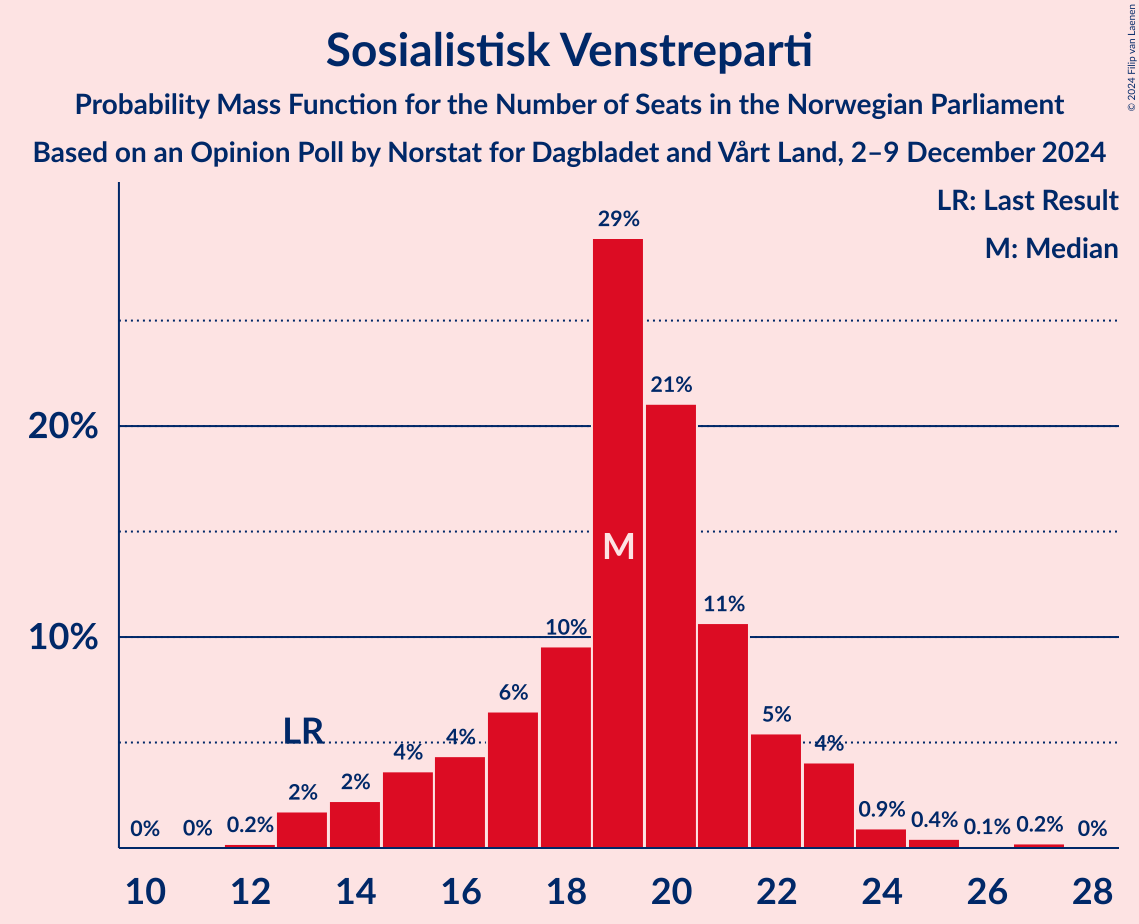 Sosialistisk Venstreparti
Probability Mass Function for the Number of Seats in the Norwegian Parliament
Based on an Opinion Poll by Norstat for Dagbladet and Vårt Land, 2–9 December 2024
© 2024 Filip van Laenen
LR: Last Result
M: Median
20%
10%
0%
0%
0.2%
2%
2%
4%
4%
6%
10%
29%
21%
11%
5%
4%
0.9%
0.4%
0.1%
0.2%
0%
LR
M
10 12 14 16 18 20 22 24 26 28